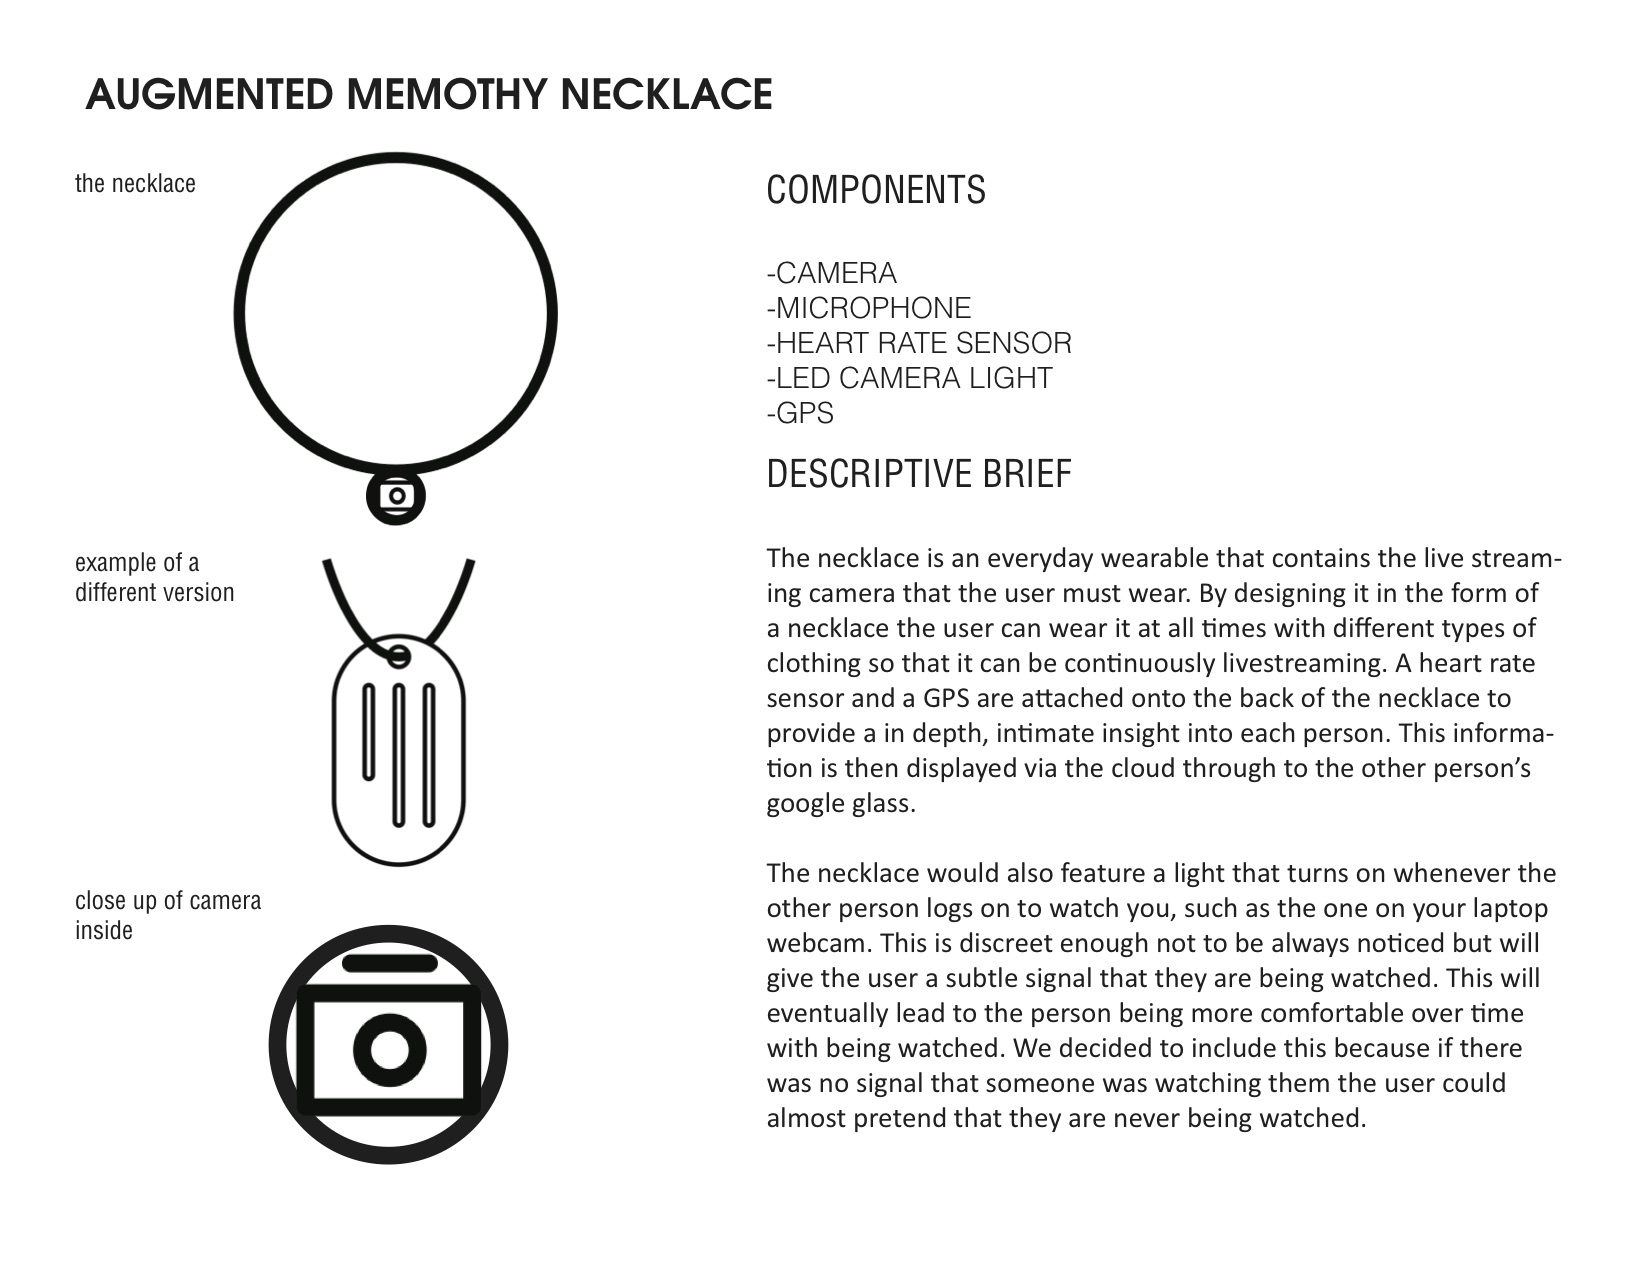 AUGMENTED MEMOTHY NECKLACE
the necklace
example of a
different version
close up of camera
inside
COMPONENTS
-CAMERA
-MICROPHONE
-HEART RATE SENSOR
-LED CAMERA LIGHT
-GPS
DESCRIPTIVE BRIEF
The necklace is an everyday wearable that contains the live stream-
ing camera that the user must wear. By designing it in the form of
a necklace the user can wear it at all times with different types of
clothing so that it can be continuously livestreaming. A heart rate
sensor and a GPS are attached onto the back of the necklace to
provide a in depth, intimate insight into each person. This informa-
tion is then displayed via the cloud through to the other person’s
google glass.
The necklace would also feature a light that turns on whenever the
other person logs on to watch you, such as the one on your laptop
webcam. This is discreet enough not to be always noticed but will
give the user a subtle signal that they are being watched. This will
eventually lead to the person being more comfortable over time
with being watched. We decided to include this because if there
was no signal that someone was watching them the user could
almost pretend that they are never being watched.